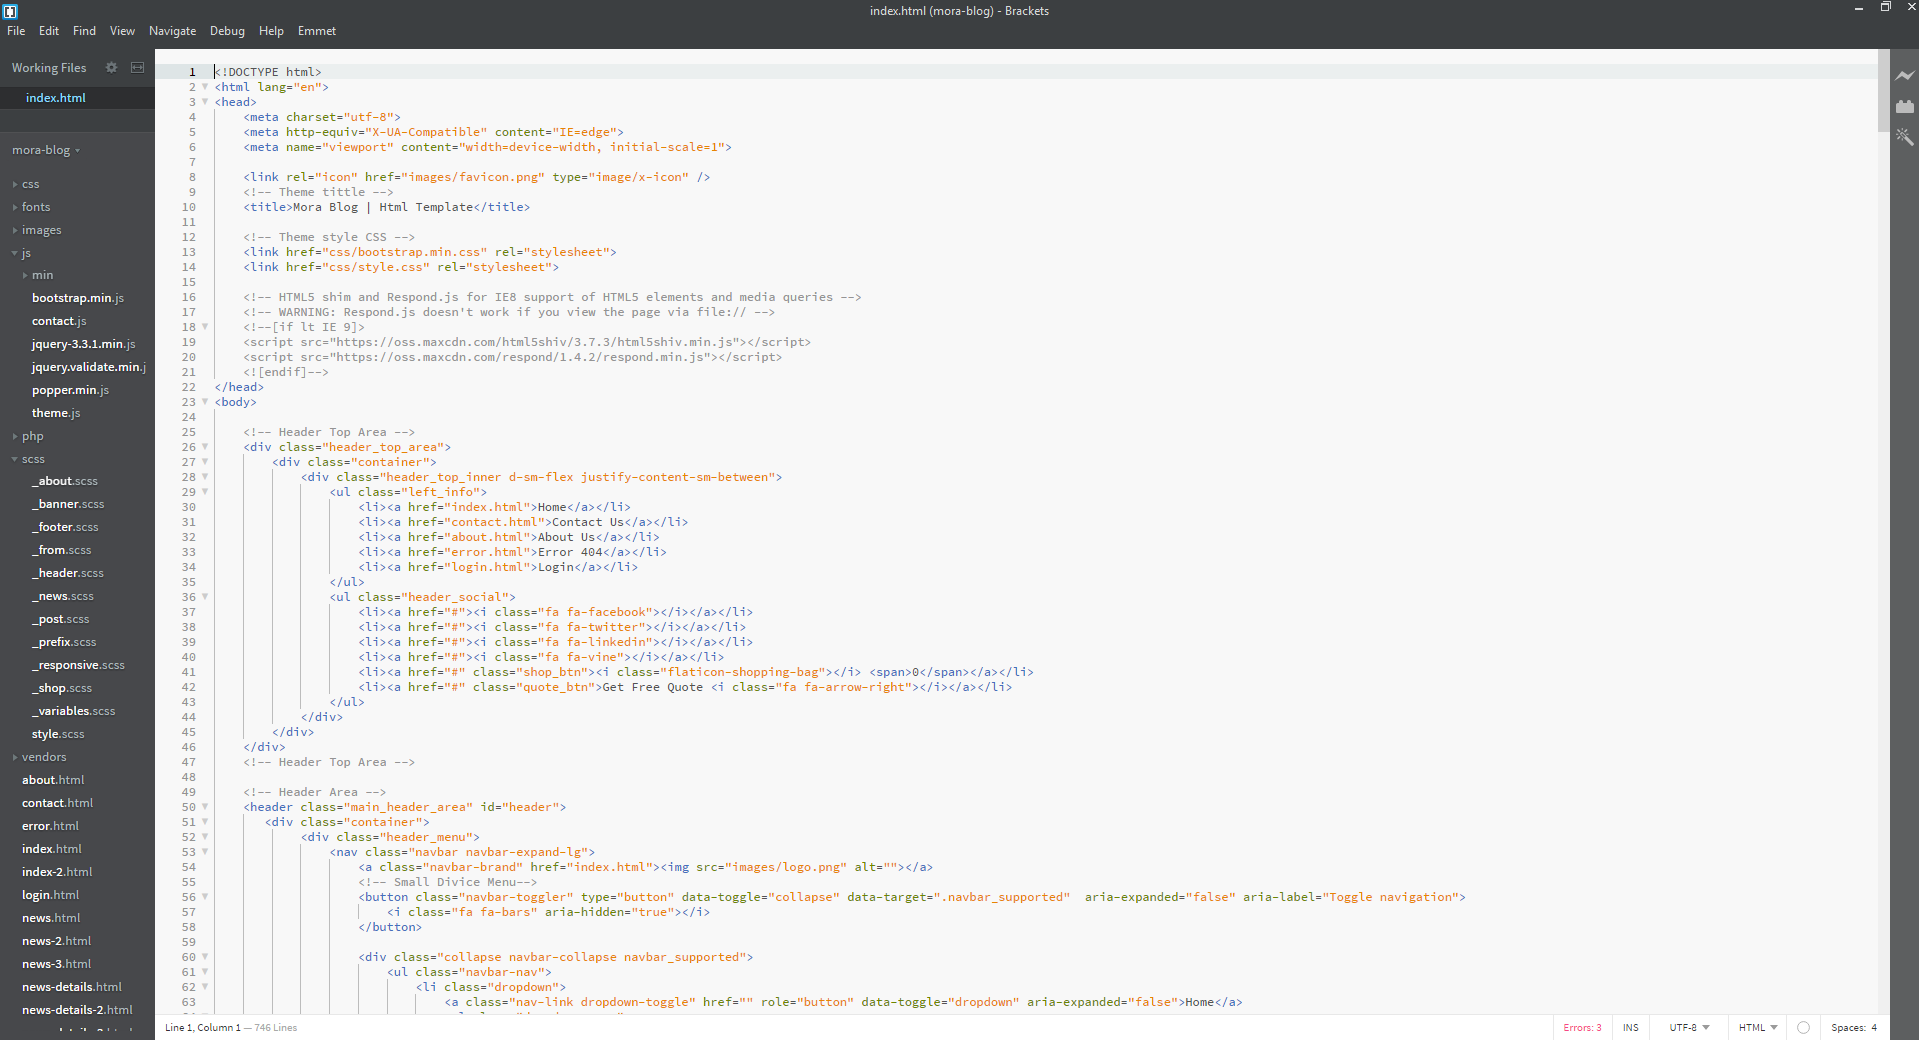 index.html (mora-blog) - Brackets
File Edit Find View Navigate Debug Help Emmet
Working Files
index.html
mora-blog
css
fonts
images
js
min
bootstrap.min.js
contact.js
jquery-3.3.1.min.js
jquery.validate.min.j
popper.min.js
theme.js
php
scss
_about.scss
_banner.scss
_footer.scss
_from.scss
_header.scss
_news.scss
_post.scss
_prefix.scss
_responsive.scss
_shop.scss
_variables.scss
style.scss
vendors
about.html
contact.html
error.html
index.html
index-2.html
login.html
news.html
news-2.html
news-3.html
news-details.html
news-details-2.html
1 <!DOCTYPE html>
2 <html lang="en">
3 <head>
4 <meta charset="utf-8">
5 <meta http-equiv="X-UA-Compatible" content="IE=edge">
6 <meta name="viewport" content="width=device-width, initial-scale=1">
7
8 <link rel="icon" href="images/favicon.png" type="image/x-icon" />
9 <!-- Theme tittle -->
10 <title>Mora Blog | Html Template</title>
11
12 <!-- Theme style CSS -->
13 <link href="css/bootstrap.min.css" rel="stylesheet">
14 <link href="css/style.css" rel="stylesheet">
15
16 <!-- HTML5 shim and Respond.js for IE8 support of HTML5 elements and media queries -->
17 <!-- WARNING: Respond.js doesn't work if you view the page via file:// -->
18 <!--[if lt IE 9]>
19 <script src="https://oss.maxcdn.com/html5shiv/3.7.3/html5shiv.min.js"></script>
20 <script src="https://oss.maxcdn.com/respond/1.4.2/respond.min.js"></script>
21 <![endif]-->
22 </head>
23 <body>
24
25 <!-- Header Top Area -->
26 <div class="header_top_area">
27 <div class="container">
28 <div class="header_top_inner d-sm-flex justify-content-sm-between">
29 <ul class="left_info">
30 <li><a href="index.html">Home</a></li>
31 <li><a href="contact.html">Contact Us</a></li>
32 <li><a href="about.html">About Us</a></li>
33 <li><a href="error.html">Error 404</a></li>
34 <li><a href="login.html">Login</a></li>
35 </ul>
36 <ul class="header_social">
37 <li><a href="#"><i class="fa fa-facebook"></i></a></li>
38 <li><a href="#"><i class="fa fa-twitter"></i></a></li>
39 <li><a href="#"><i class="fa fa-linkedin"></i></a></li>
40 <li><a href="#"><i class="fa fa-vine"></i></a></li>
41 <li><a href="#" class="shop_btn"><i class="flaticon-shopping-bag"></i> <span>0</span></a></li>
42 <li><a href="#" class="quote_btn">Get Free Quote <i class="fa fa-arrow-right"></i></a></li>
43 </ul>
44 </div>
45 </div>
46 </div>
47 <!-- Header Top Area -->
48
49 <!-- Header Area -->
50 <header class="main_header_area" id="header">
51 <div class="container">
52 <div class="header_menu">
53 <nav class="navbar navbar-expand-lg">
54 <a class="navbar-brand" href="index.html"><img src="images/logo.png" alt=""></a>
55 <!-- Small Divice Menu-->
56 <button class="navbar-toggler" type="button" data-toggle="collapse" data-target=".navbar_supported"  aria-expanded="false" aria-label="Toggle navigation">
57 <i class="fa fa-bars" aria-hidden="true"></i>
58 </button>
59
60 <div class="collapse navbar-collapse navbar_supported">
61 <ul class="navbar-nav">
62 <li class="dropdown">
63 <a class="nav-link dropdown-toggle" href="" role="button" data-toggle="dropdown" aria-expanded="false">Home</a>
Line 1, Column 1 — 746 Lines
Errors: 3 INS UTF-8 HTML Spaces: 4